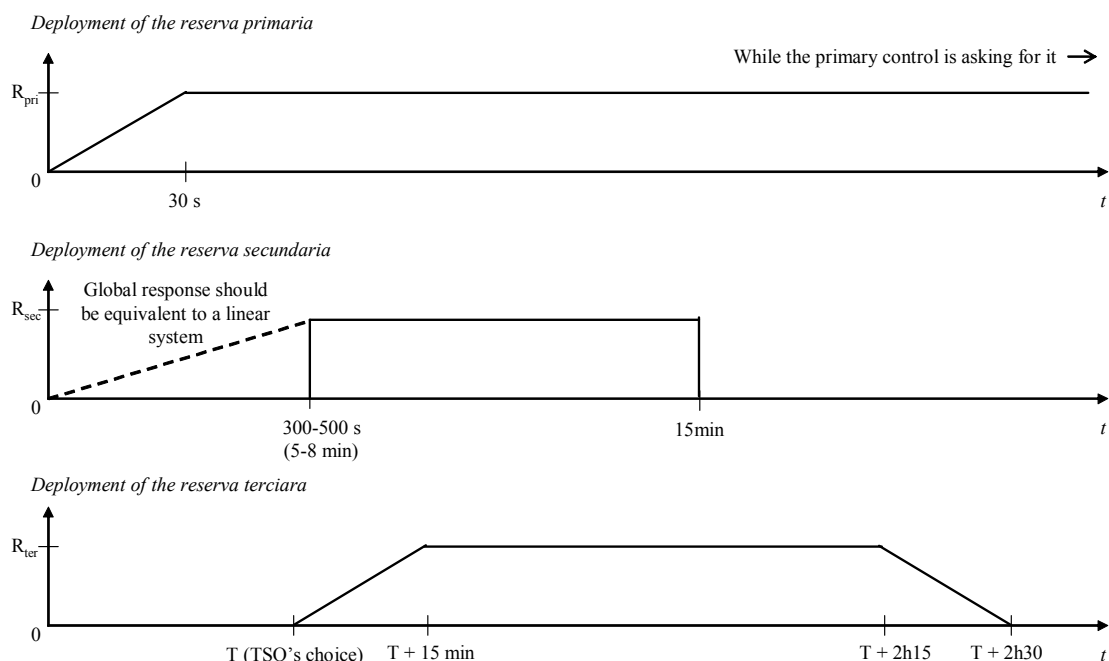 Deployment of the reserva primaria
While the primary control is asking for it
R_pri
0
30 s
t
Deployment of the reserva secundaria
Global response should
be equivalent to a linear
system
R_sec
0
300-500 s
(5-8 min)
15min
t
Deployment of the reserva terciara
R_ter
0
T (TSO's choice)
T + 15 min
T + 2h15
T + 2h30
t